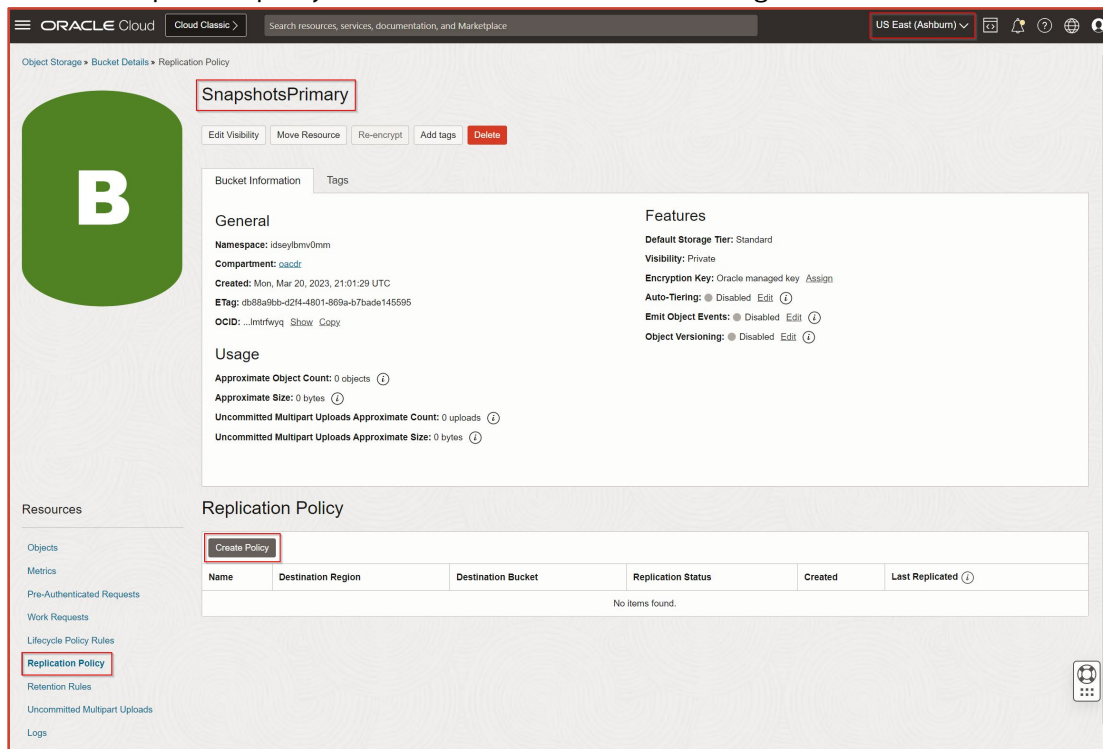 ORACLE Cloud Cloud Classic > Search resources, services, documentation, and Marketplace US East (Ashburn)
Object Storage » Bucket Details » Replication Policy
SnapshotsPrimary
Edit Visibility Move Resource Re-encrypt Add tags Delete
B
Bucket Information Tags
General
Namespace: idseylbmv0mm
Compartment: oacdr
Created: Mon, Mar 20, 2023, 21:01:29 UTC
ETag: db88a9bb-d2f4-4801-869a-b7bade145595
OCID: ...lmtrfwyq Show Copy
Usage
Approximate Object Count: 0 objects
Approximate Size: 0 bytes
Uncommitted Multipart Uploads Approximate Count: 0 uploads
Uncommitted Multipart Uploads Approximate Size: 0 bytes
Features
Default Storage Tier: Standard
Visibility: Private
Encryption Key: Oracle managed key Assign
Auto-Tiering: Disabled Edit
Emit Object Events: Disabled Edit
Object Versioning: Disabled Edit
Resources
Objects
Metrics
Pre-Authenticated Requests
Work Requests
Lifecycle Policy Rules
Replication Policy
Retention Rules
Uncommitted Multipart Uploads
Logs
Replication Policy
Create Policy
Name Destination Region Destination Bucket Replication Status Created Last Replicated
No items found.